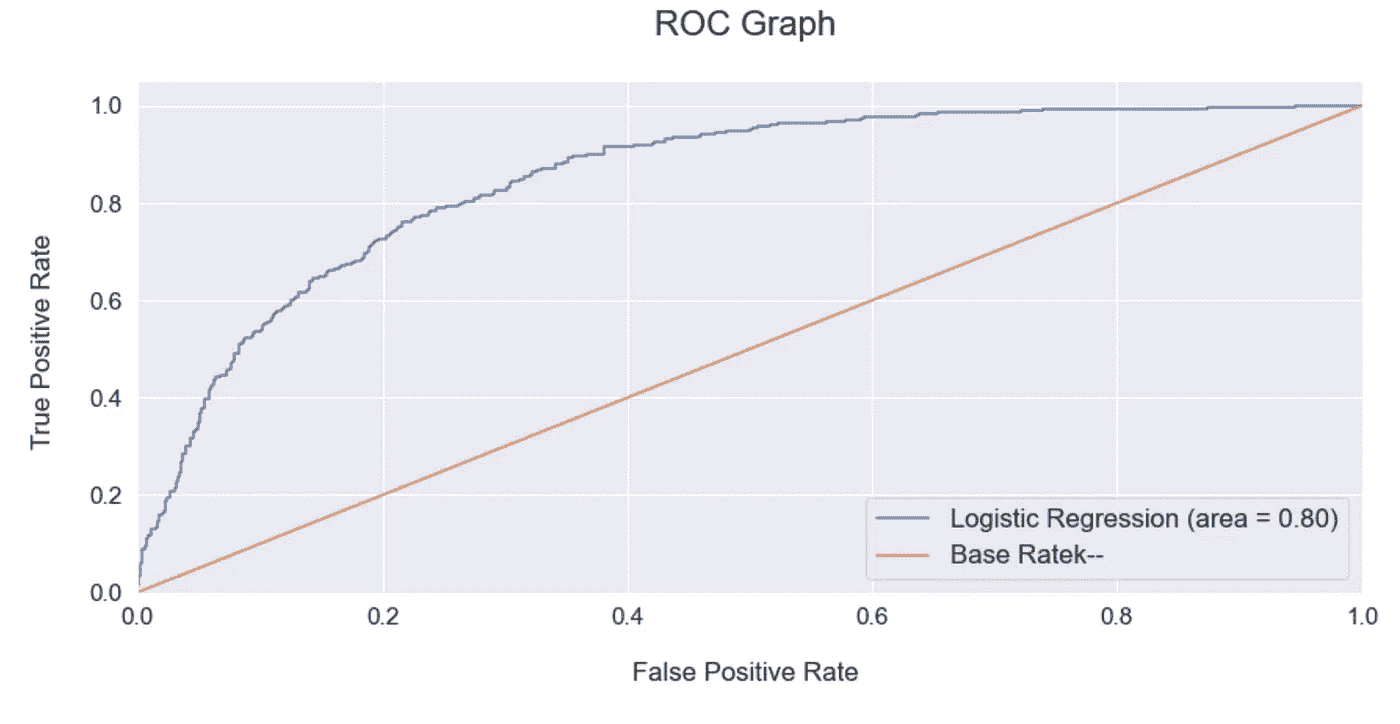 ROC Graph
1.0
0.8
0.6
0.4
0.2
0.0
True Positive Rate
Logistic Regression (area = 0.80)
Base Ratek--
0.0 0.2 0.4 0.6 0.8 1.0
False Positive Rate